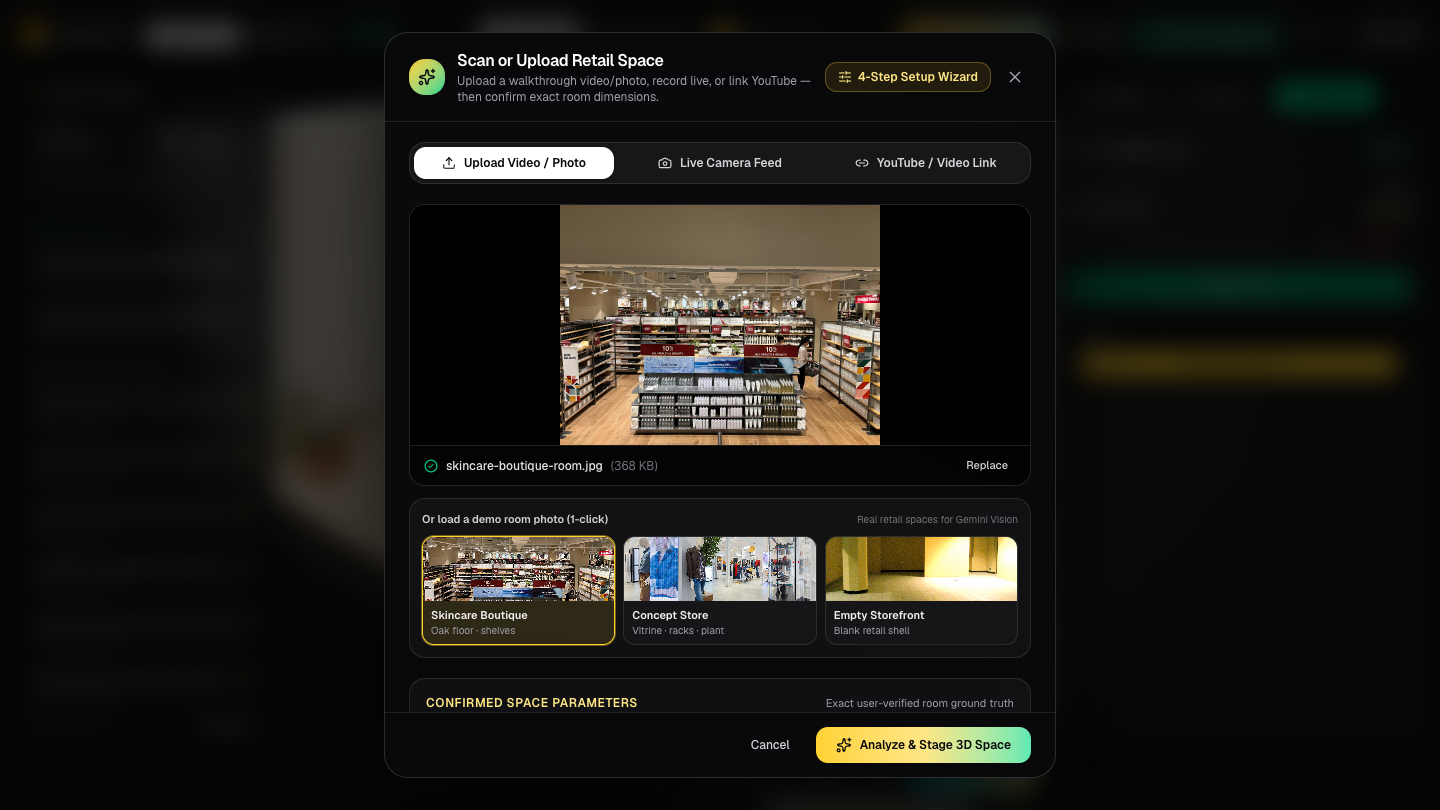 Scan or Upload Retail Space
Upload a walkthrough video/photo, record live, or link YouTube —
then confirm exact room dimensions.
4-Step Setup Wizard
Upload Video / Photo
Live Camera Feed
YouTube / Video Link
skincare-boutique-room.jpg (368 KB)
Replace
Or load a demo room photo (1-click)
Real retail spaces for Gemini Vision
Skincare Boutique
Oak floor · shelves
Concept Store
Vitrine · racks · plant
Empty Storefront
Blank retail shell
CONFIRMED SPACE PARAMETERS
Exact user-verified room ground truth
Cancel
Analyze & Stage 3D Space